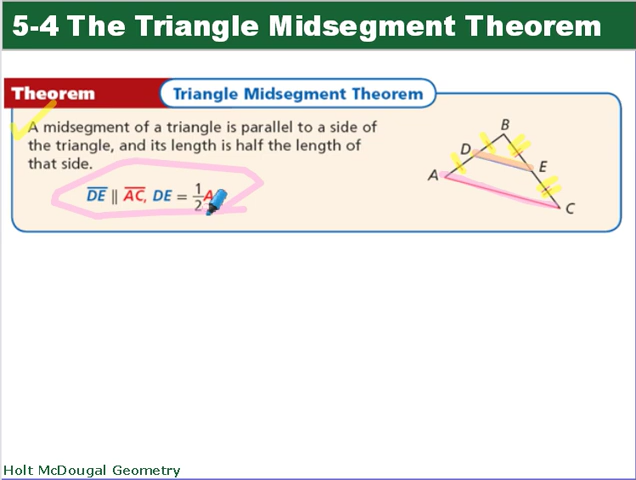 5-4 The Triangle Midsegment Theorem
Theorem
Triangle Midsegment Theorem
A midsegment of a triangle is parallel to a side of
the triangle, and its length is half the length of
that side.
DE ∥ AC, DE = 1/2 A
B
D
E
A
C
Holt McDougal Geometry